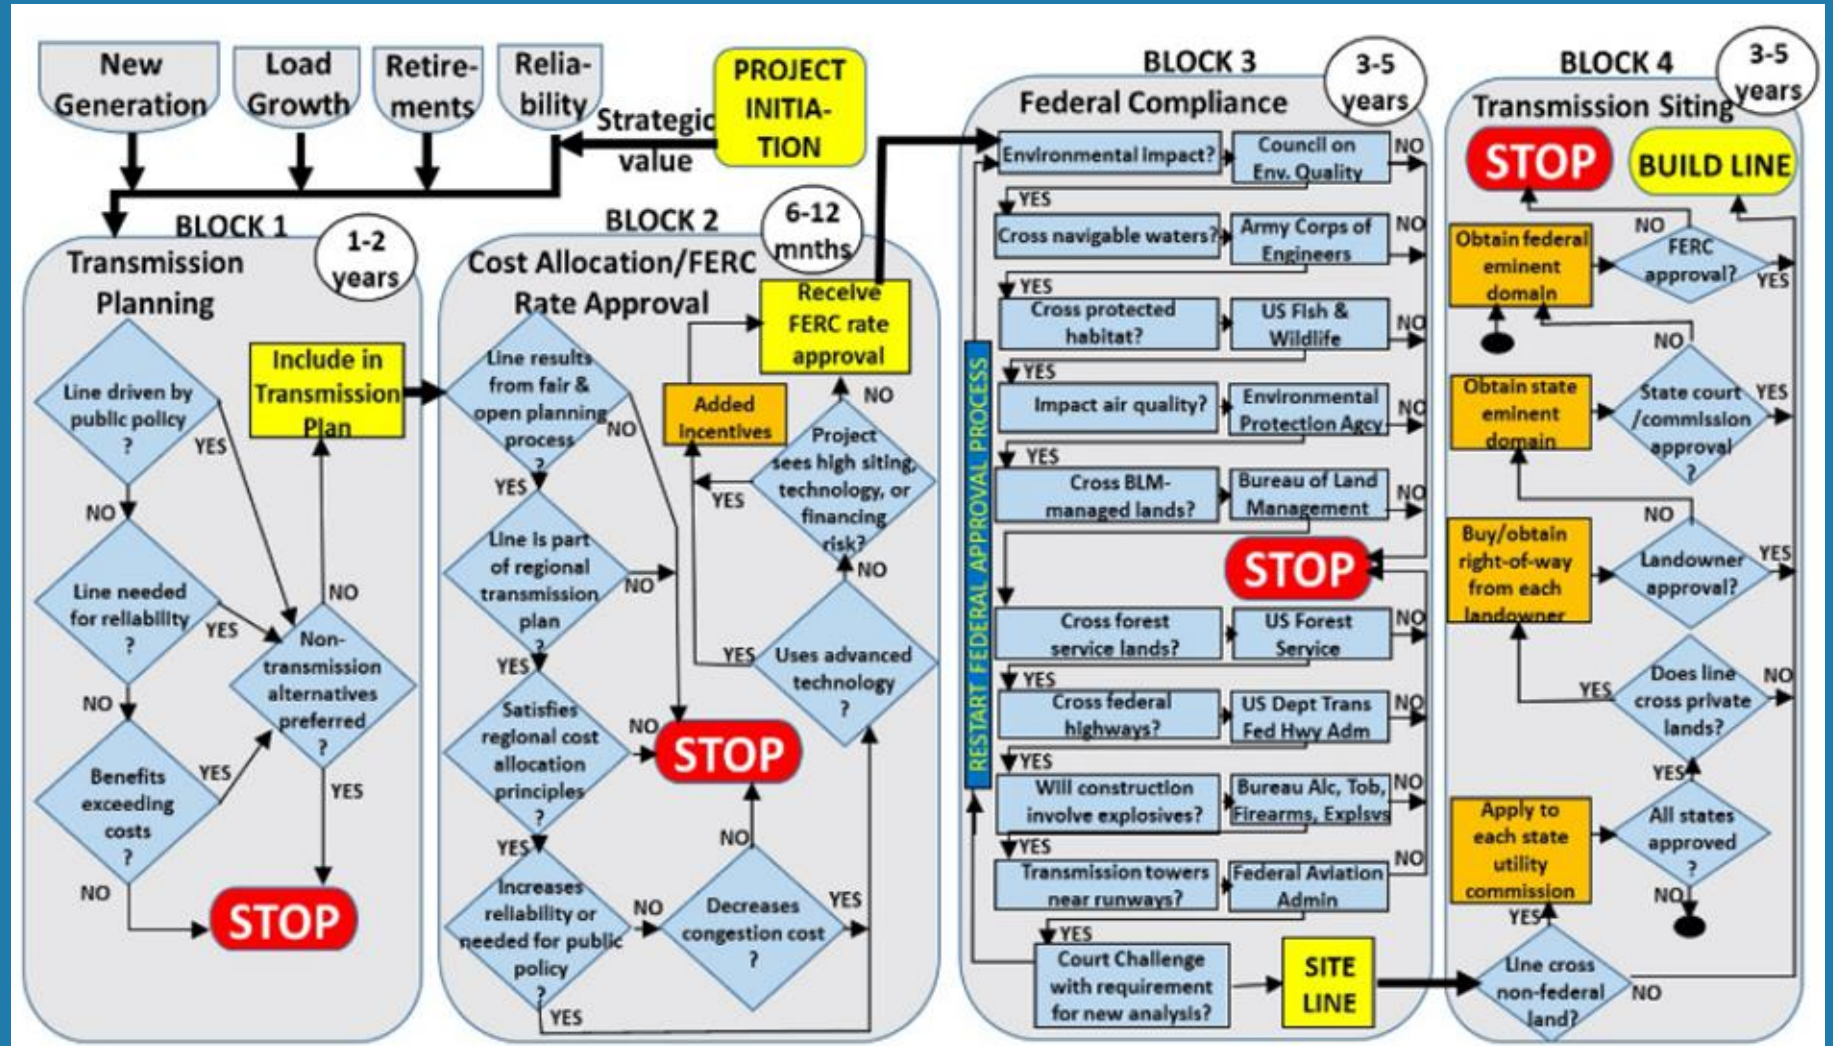 New
Generation
Load
Growth
Retire-
ments
Relia-
bility
Strategic
value
PROJECT
INITIA-
TION
BLOCK 1
1-2
years
Transmission
Planning
Line driven by
public policy
?
YES
NO
Include in
Transmission
Plan
Line needed
for reliability
?
YES
NO
NO
Non-
transmission
alternatives
preferred
?
Benefits
exceeding
costs
?
YES
YES
NO
STOP
BLOCK 2
6-12
mnths
Cost Allocation/FERC
Rate Approval
Receive
FERC rate
approval
Line results
from fair &
open planning
process
?
NO
YES
Added
incentives
NO
Project
sees high siting,
technology, or
financing
risk?
YES
Line is part
of regional
transmission
plan
?
NO
YES
NO
Uses advanced
technology
?
YES
Satisfies
regional cost
allocation
principles
?
NO
STOP
YES
NO
Increases
reliability or
needed for public
policy
?
NO
Decreases
congestion cost
?
YES
YES
BLOCK 3
3-5
years
Federal Compliance
RESTART FEDERAL APPROVAL PROCESS
Environmental Impact?
Council on
Env. Quality
NO
YES
Cross navigable waters?
Army Corps of
Engineers
NO
YES
Cross protected
habitat?
US Fish &
Wildlife
NO
YES
Impact air quality?
Environmental
Protection Agcy
NO
YES
Cross BLM-
managed lands?
Bureau of Land
Management
NO
STOP
Cross forest
service lands?
US Forest
Service
NO
YES
Cross federal
highways?
US Dept Trans
Fed Hwy Adm
NO
YES
Will construction
involve explosives?
Bureau Alc, Tob,
Firearms, Explsvs
NO
YES
Transmission towers
near runways?
Federal Aviation
Admin
NO
YES
Court Challenge
with requirement
for new analysis?
SITE
LINE
BLOCK 4
3-5
years
Transmission Siting
STOP
BUILD LINE
Obtain federal
eminent
domain
NO
FERC
approval?
YES
NO
Obtain state
eminent
domain
State court
/commission
approval
?
YES
NO
Buy/obtain
right-of-way
from each
landowner
Landowner
approval?
YES
Does line
cross private
lands?
NO
YES
YES
Apply to
each state
utility
commission
All states
approved
?
NO
YES
Line cross
non-federal
land?
NO